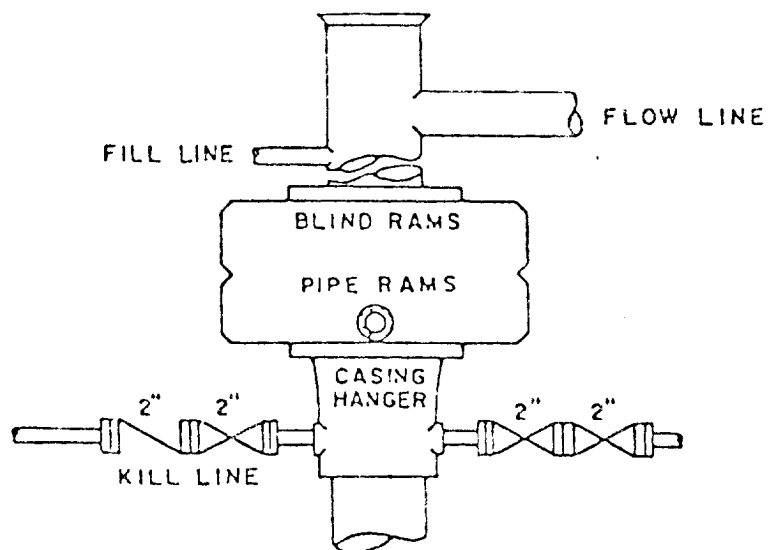 FLOW LINE
FILL LINE
BLIND RAMS
PIPE RAMS
CASING
HANGER
2" 2"
2" 2"
KILL LINE